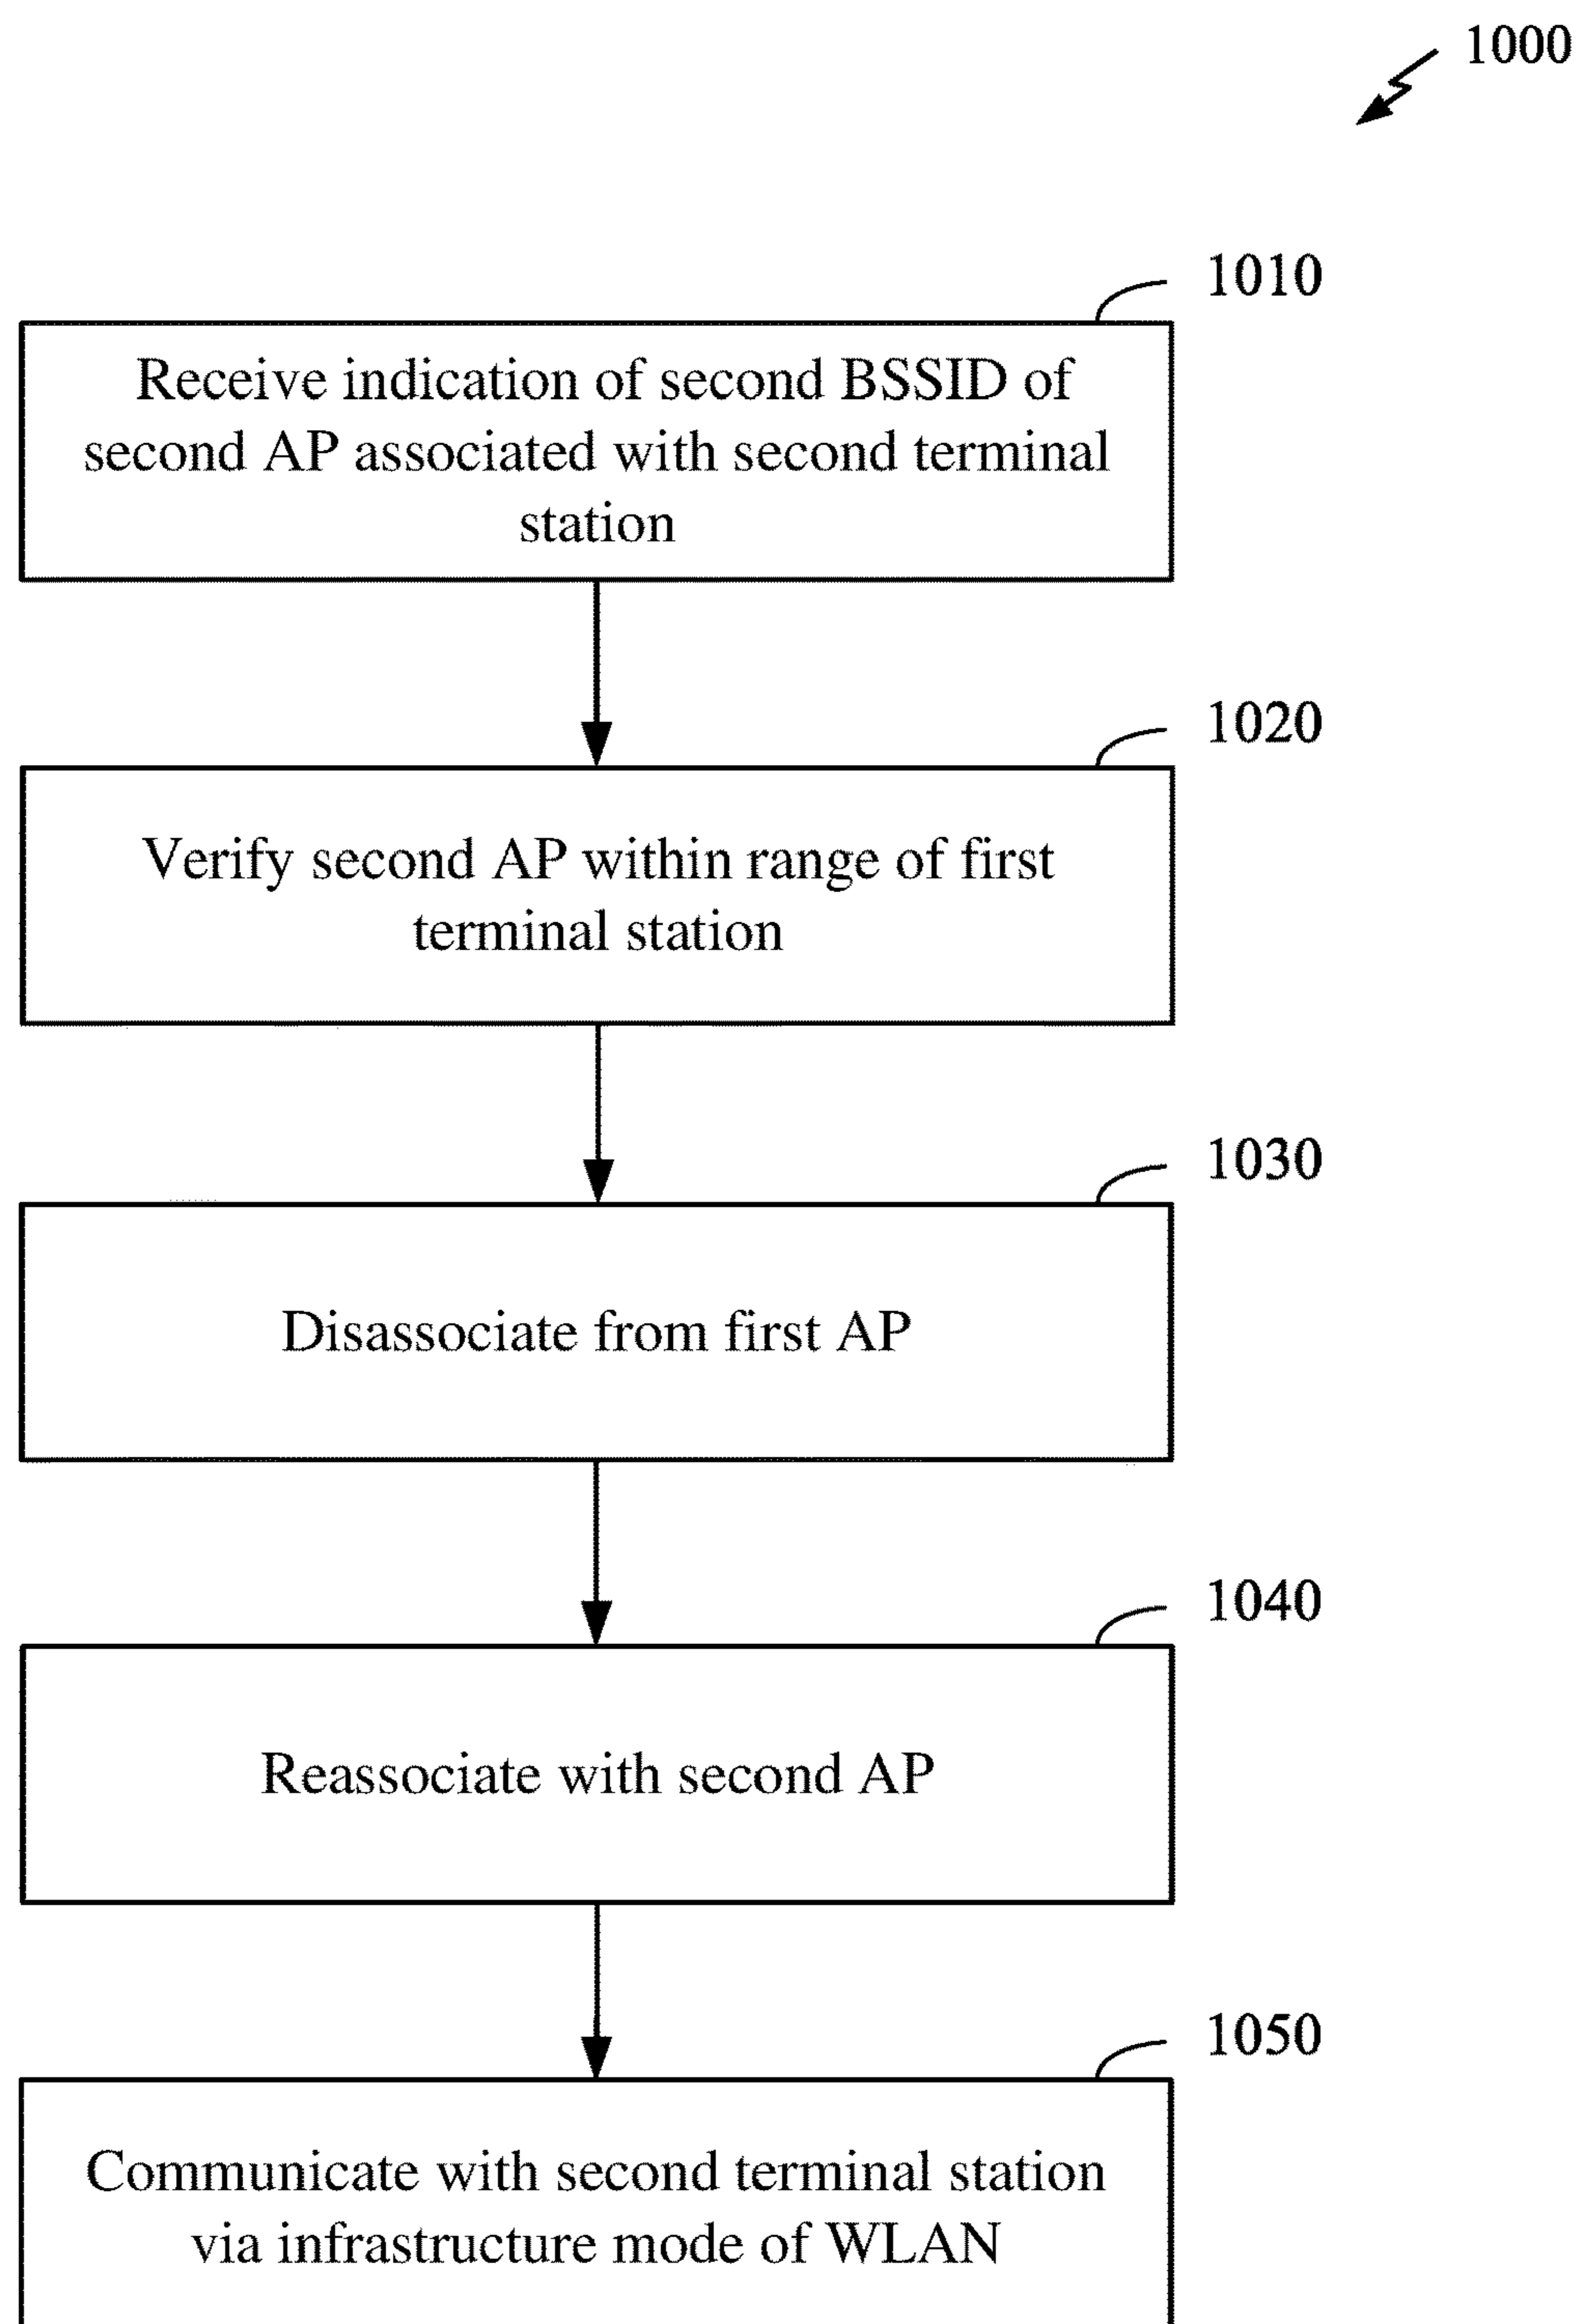 1000
1010
Receive indication of second BSSID of
second AP associated with second terminal
station
1020
Verify second AP within range of first
terminal station
1030
Disassociate from first AP
1040
Reassociate with second AP
1050
Communicate with second terminal station
via infrastructure mode of WLAN